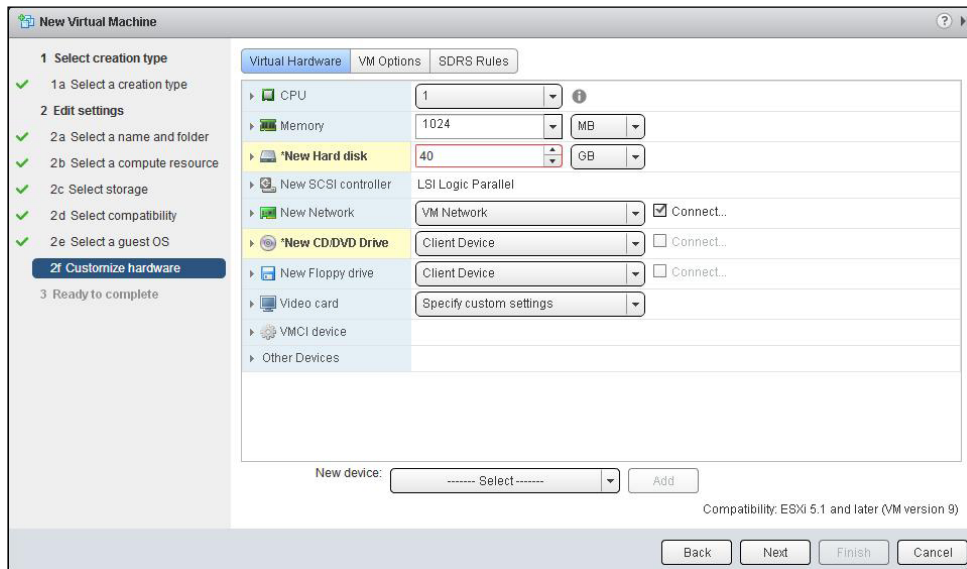 New Virtual Machine
?
1 Select creation type
1a Select a creation type
2 Edit settings
2a Select a name and folder
2b Select a compute resource
2c Select storage
2d Select compatibility
2e Select a guest OS
2f Customize hardware
3 Ready to complete
Virtual Hardware VM Options SDRS Rules
CPU 1
Memory 1024 MB
*New Hard disk 40 GB
New SCSI controller LSI Logic Parallel
New Network VM Network Connect...
*New CD/DVD Drive Client Device Connect...
New Floppy drive Client Device Connect...
Video card Specify custom settings
VMCI device
Other Devices
New device: ------- Select ------- Add
Compatibility: ESXi 5.1 and later (VM version 9)
Back Next Finish Cancel